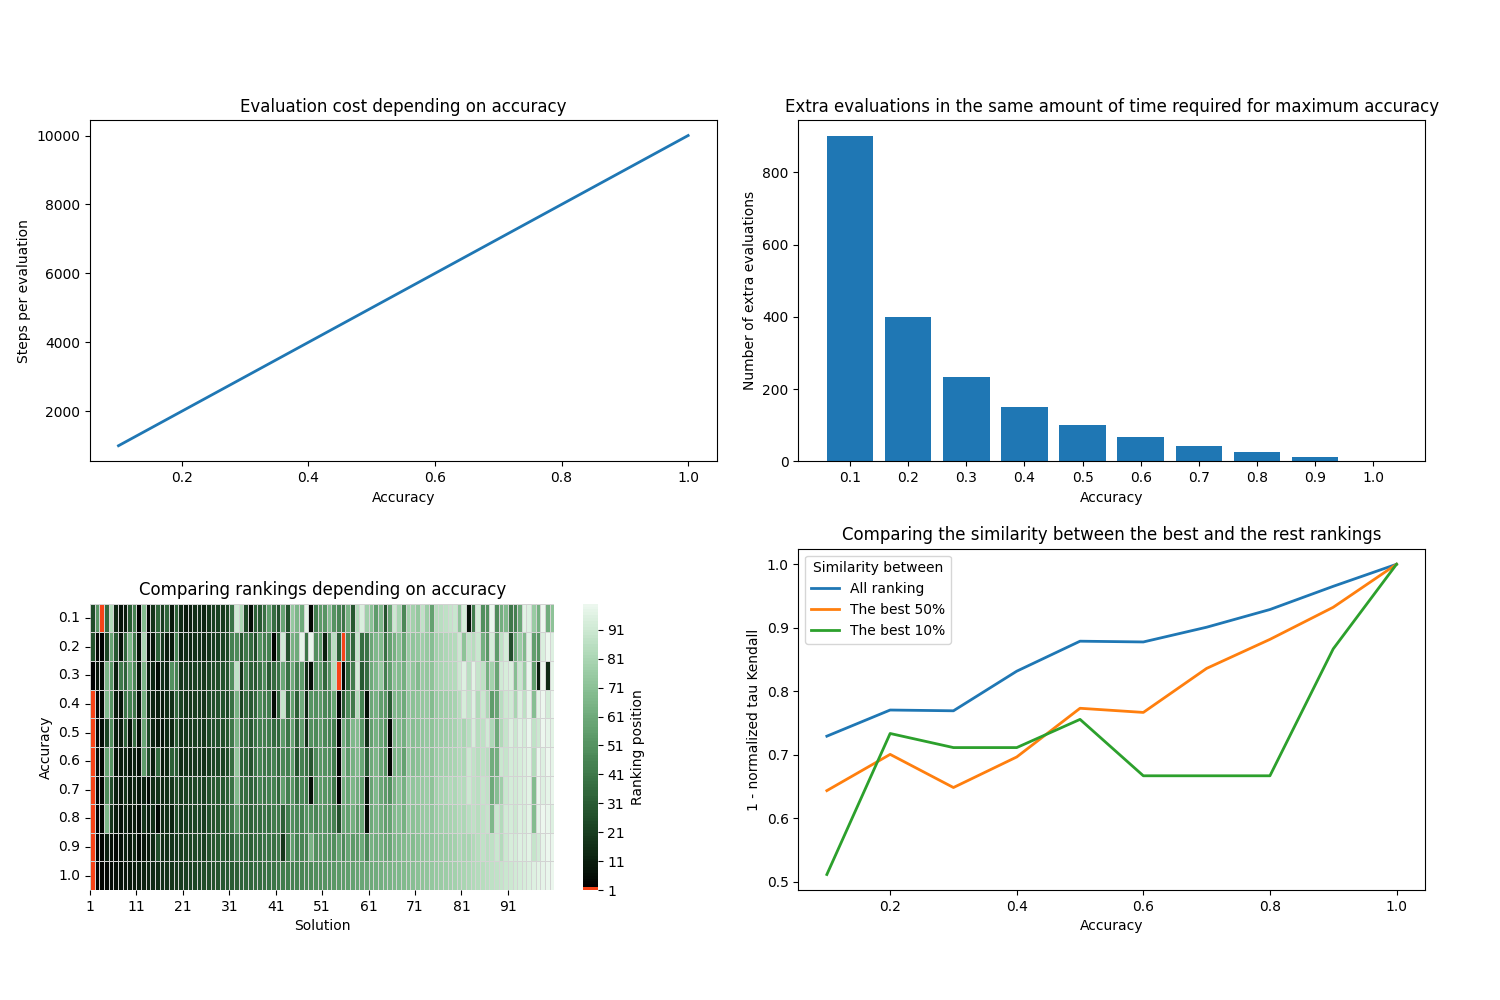 Evaluation cost depending on accuracy
10000
8000
6000
4000
2000
Steps per evaluation
0.2 0.4 0.6 0.8 1.0
Accuracy
Extra evaluations in the same amount of time required for maximum accuracy
800
600
400
200
0
Number of extra evaluations
0.1 0.2 0.3 0.4 0.5 0.6 0.7 0.8 0.9 1.0
Accuracy
Comparing rankings depending on accuracy
0.1
0.2
0.3
0.4
0.5
0.6
0.7
0.8
0.9
1.0
Accuracy
1 11 21 31 41 51 61 71 81 91
Solution
91
81
71
61
51
41
31
21
11
1
Ranking position
Comparing the similarity between the best and the rest rankings
Similarity between
All ranking
The best 50%
The best 10%
1.0
0.9
0.8
0.7
0.6
0.5
1 - normalized tau Kendall
0.2 0.4 0.6 0.8 1.0
Accuracy